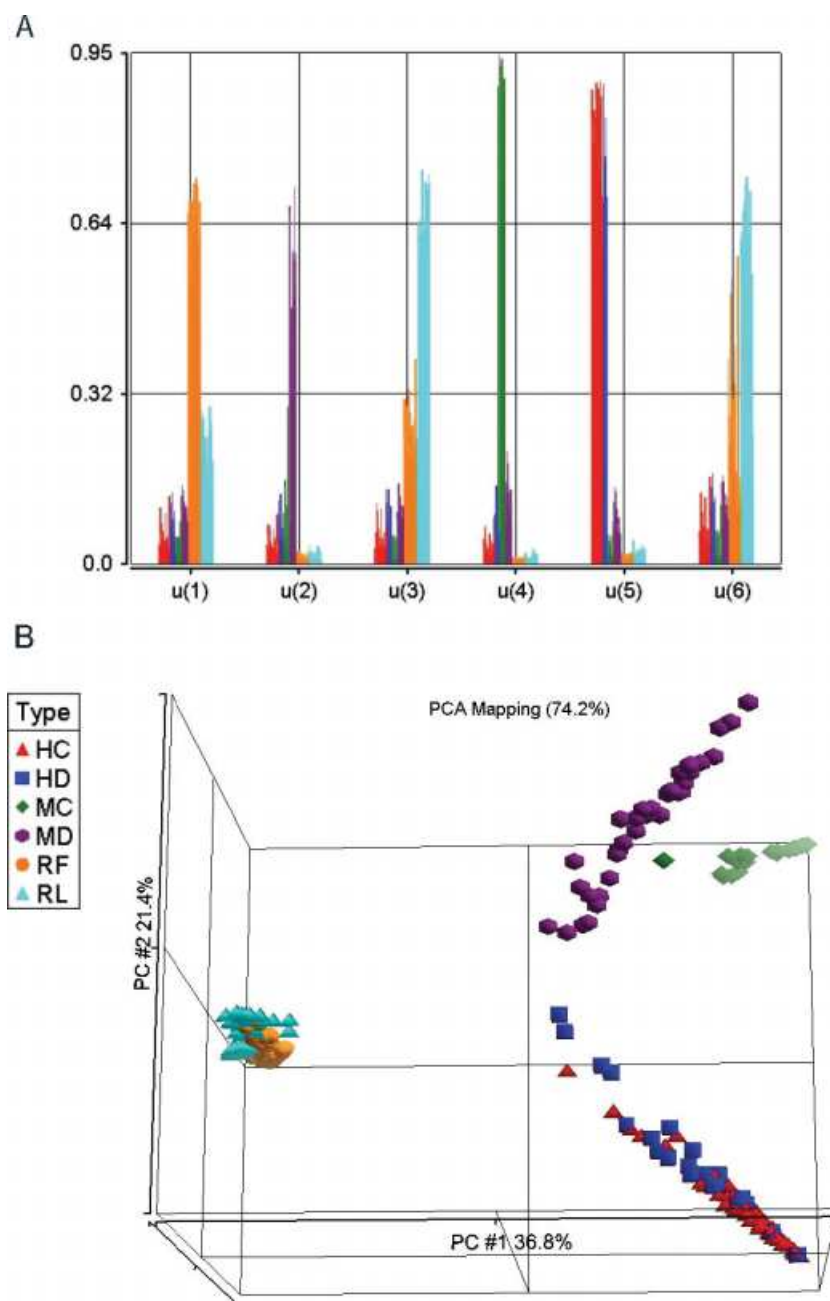 A
0.95
0.64
0.32
0.0
u(1) u(2) u(3) u(4) u(5) u(6)
B
Type
HC
HD
MC
MD
RF
RL
PCA Mapping (74.2%)
PC #2 21.4%
PC #1 36.8%